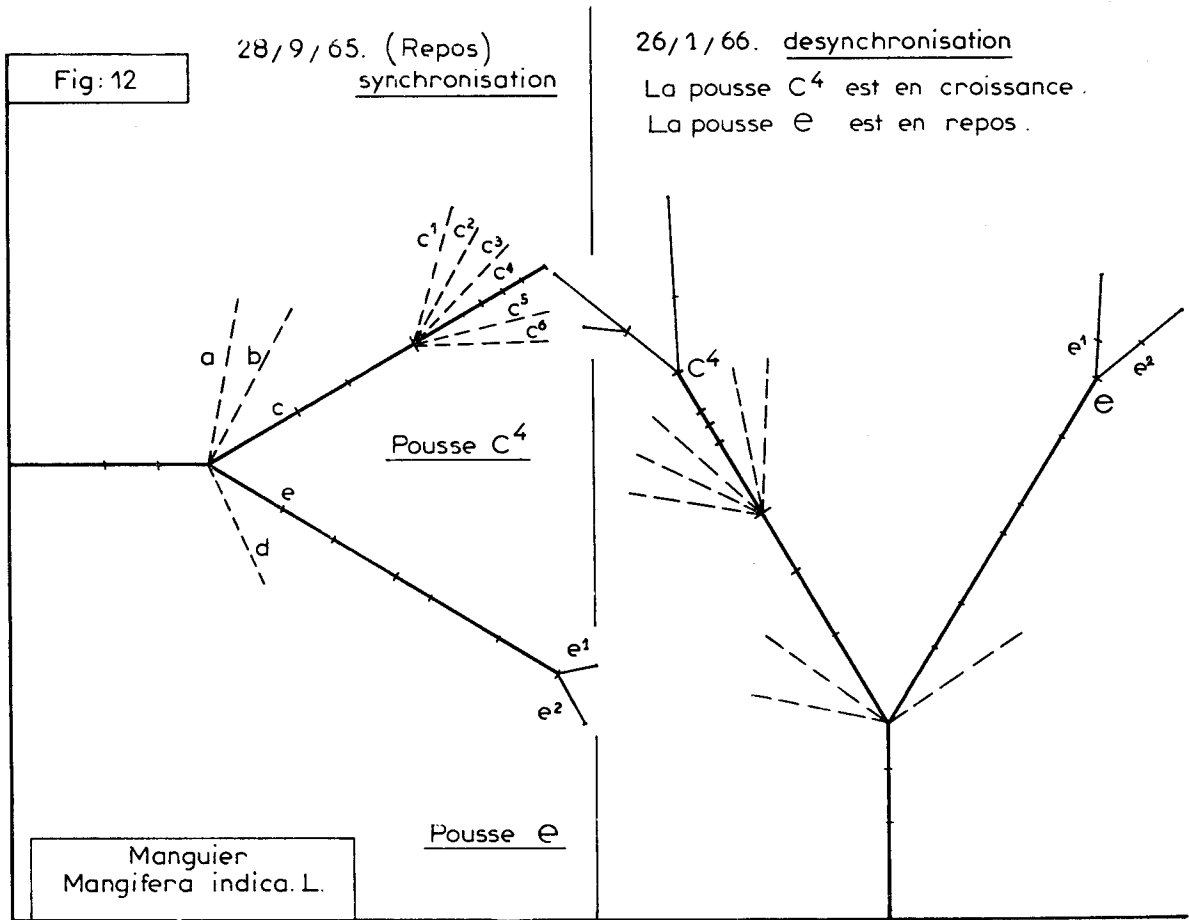 Fig: 12
28/9/65. (Repos)
synchronisation
26/1/66. desynchronisation
La pousse C⁴ est en croissance.
La pousse e est en repos.
c¹
c²
c³
c⁴
c⁵
c⁶
a
b
c
Pousse C⁴
e
d
e¹
e²
Pousse e
C⁴
e¹
e²
e
Manguier
Mangifera indica. L.